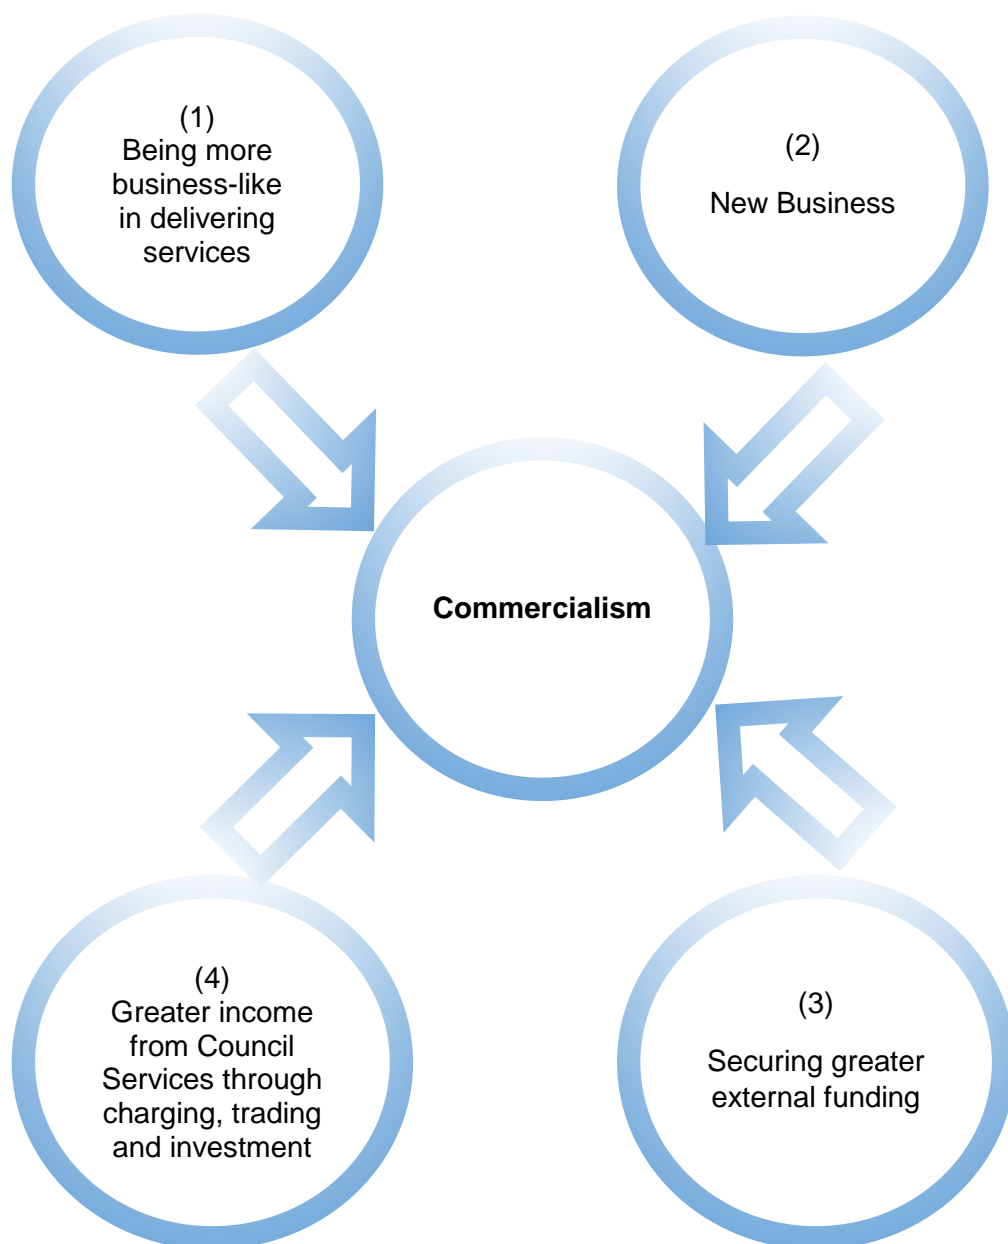 (1)
Being more
business-like
in delivering
services
(2)
New Business
Commercialism
(4)
Greater income
from Council
Services through
charging, trading
and investment
(3)
Securing greater
external funding